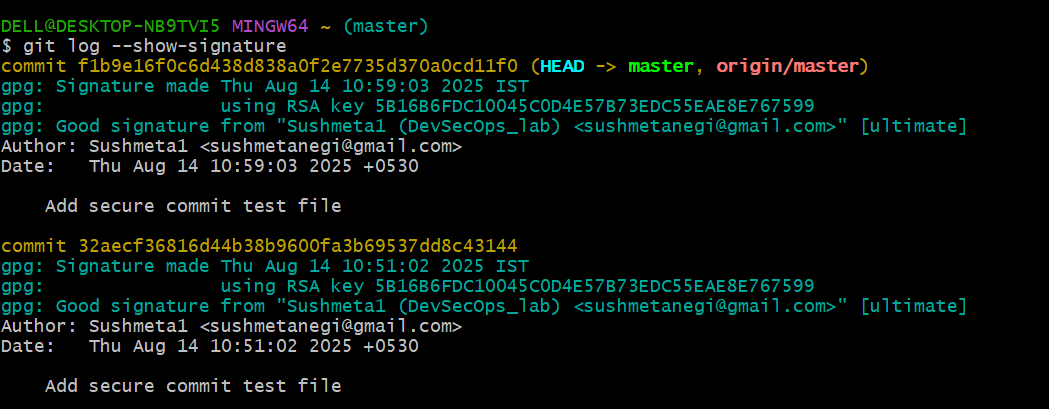 DELL@DESKTOP-NB9TVI5 MINGW64 ~ (master)
$ git log --show-signature
commit f1b9e16f0c6d438d838a0f2e7735d370a0cd11f0 (HEAD -> master, origin/master)
gpg: Signature made Thu Aug 14 10:59:03 2025 IST
gpg:                using RSA key 5B16B6FDC10045C0D4E57B73EDC55EAE8E767599
gpg: Good signature from "Sushmeta1 (DevSecOps_lab) <sushmetanegi@gmail.com>" [ultimate]
Author: Sushmeta1 <sushmetanegi@gmail.com>
Date:   Thu Aug 14 10:59:03 2025 +0530
    Add secure commit test file
commit 32aecf36816d44b38b9600fa3b69537dd8c43144
gpg: Signature made Thu Aug 14 10:51:02 2025 IST
gpg:                using RSA key 5B16B6FDC10045C0D4E57B73EDC55EAE8E767599
gpg: Good signature from "Sushmeta1 (DevSecOps_lab) <sushmetanegi@gmail.com>" [ultimate]
Author: Sushmeta1 <sushmetanegi@gmail.com>
Date:   Thu Aug 14 10:51:02 2025 +0530
    Add secure commit test file